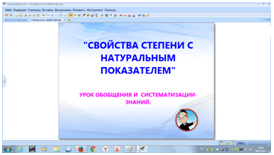 "СВОЙСТВА СТЕПЕНИ С
НАТУРАЛЬНЫМ
ПОКАЗАТЕЛЕМ"
УРОК ОБОБЩЕНИЯ И СИСТЕМАТИЗАЦИИ
ЗНАНИЙ.